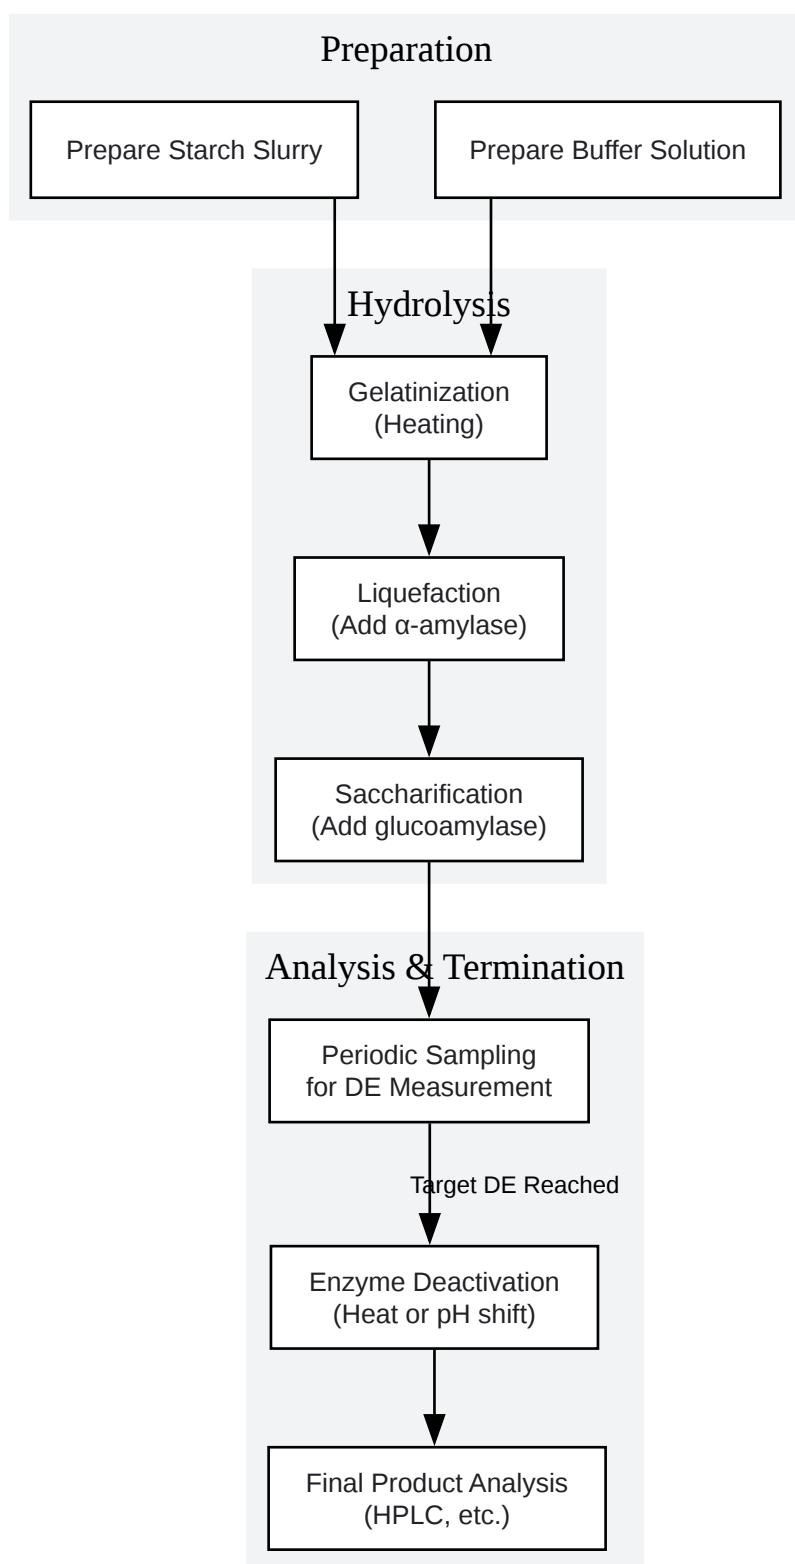 Preparation
Prepare Starch Slurry
Prepare Buffer Solution
Hydrolysis
Gelatinization
(Heating)
Liquefaction
(Add α-amylase)
Saccharification
(Add glucoamylase)
Analysis & Termination
Periodic Sampling
for DE Measurement
Target DE Reached
Enzyme Deactivation
(Heat or pH shift)
Final Product Analysis
(HPLC, etc.)